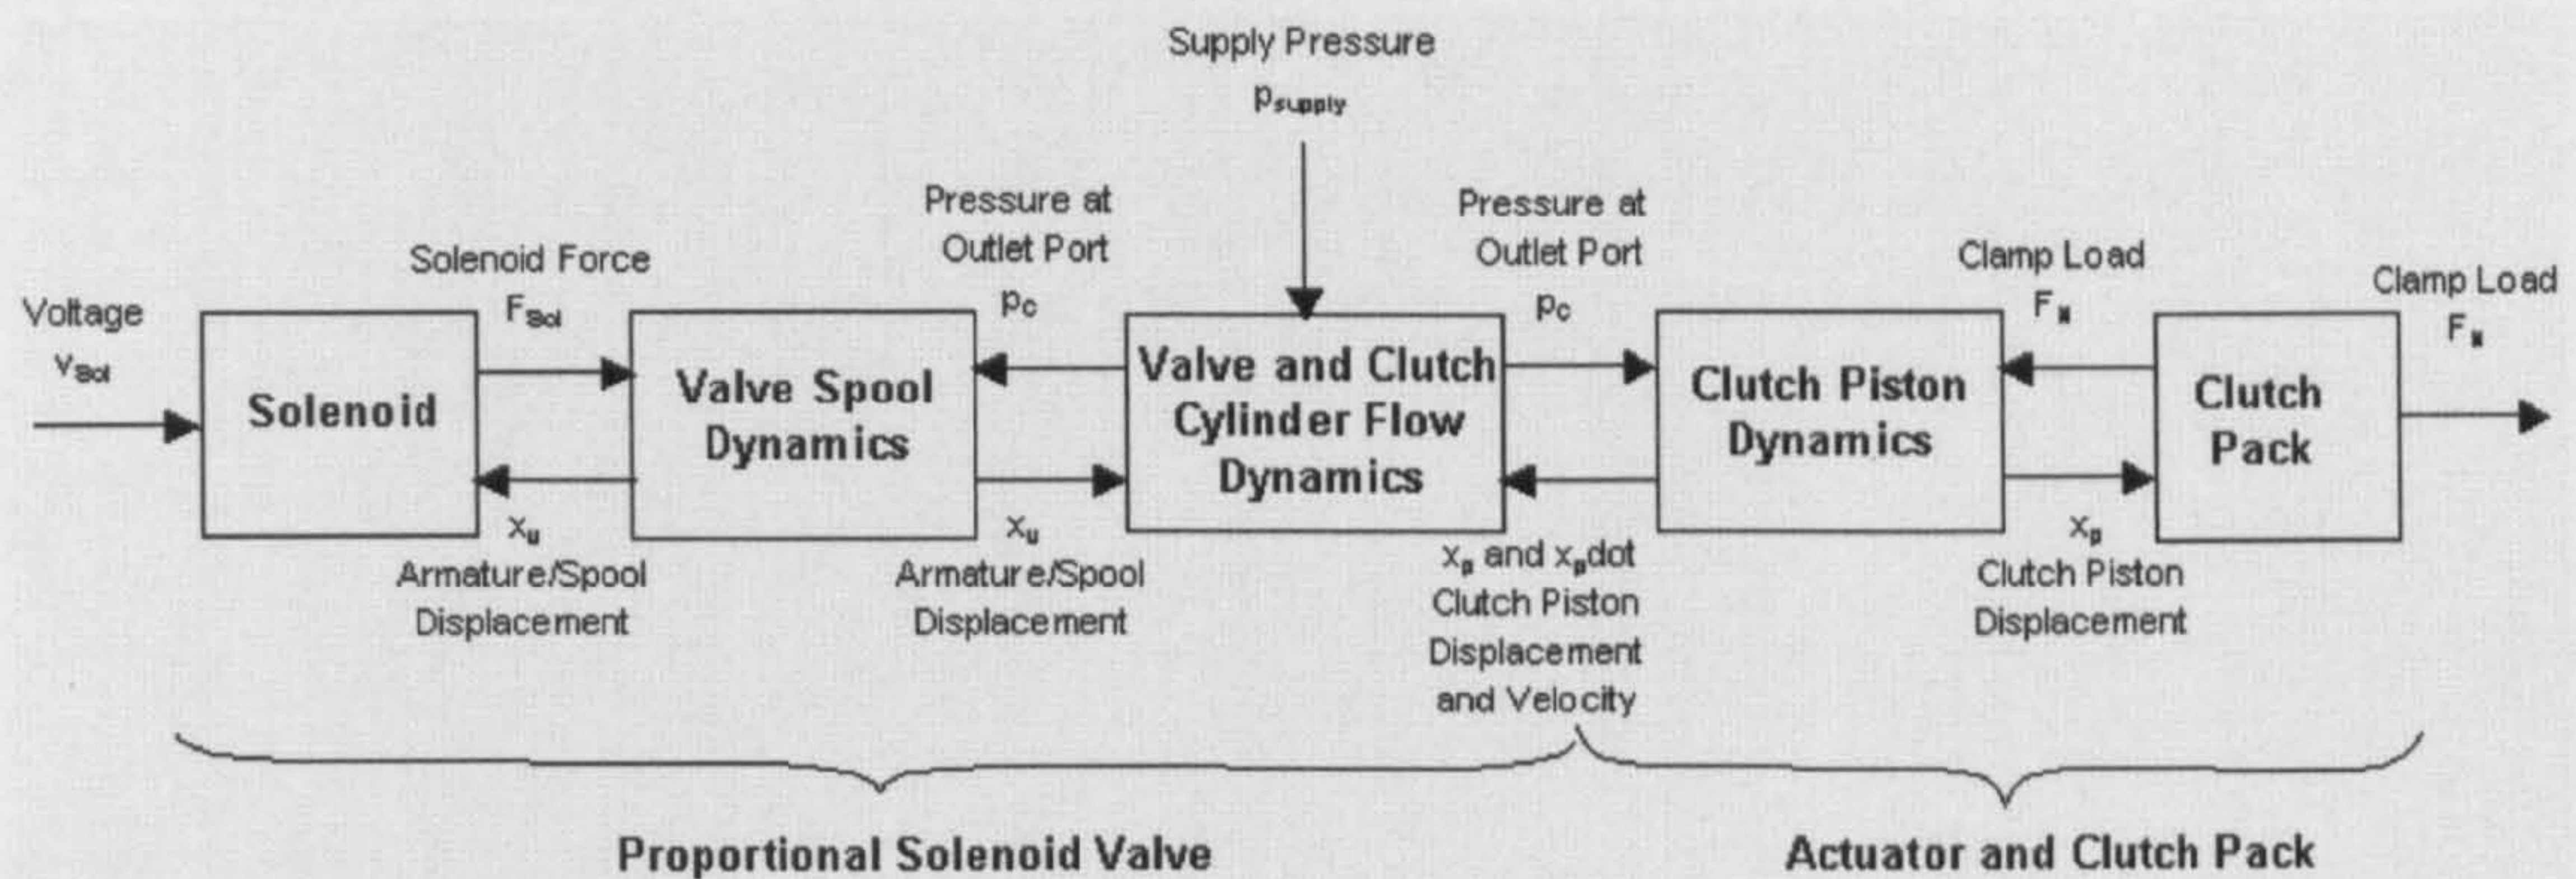 Supply Pressure
psupply
Pressure at
Outlet Port
pc
Pressure at
Outlet Port
pc
Solenoid Force
FSol
Clamp Load
FN
Clamp Load
FN
Voltage
vSol
Solenoid
Valve Spool
Dynamics
Valve and Clutch
Cylinder Flow
Dynamics
Clutch Piston
Dynamics
Clutch
Pack
xu
Armature/Spool
Displacement
xu
Armature/Spool
Displacement
xp and xpdot
Clutch Piston
Displacement
and Velocity
xp
Clutch Piston
Displacement
Proportional Solenoid Valve
Actuator and Clutch Pack